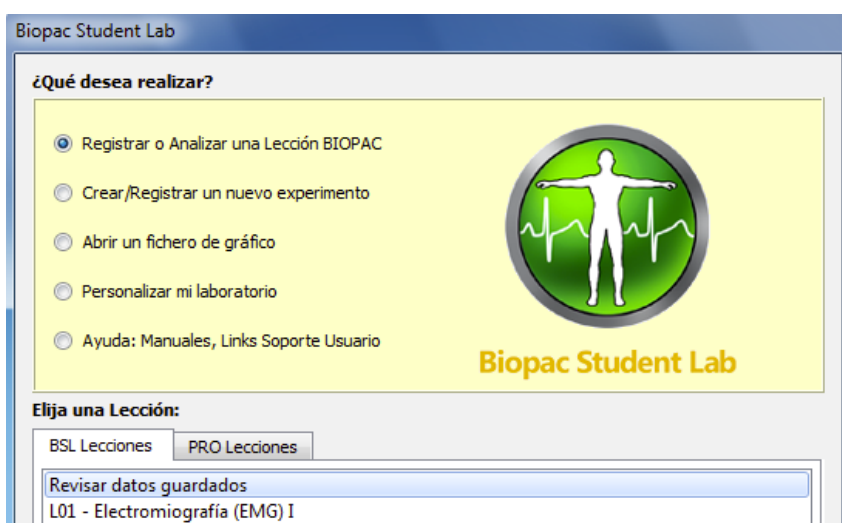 Biopac Student Lab
¿Qué desea realizar?
Registrar o Analizar una Lección BIOPAC
Crear/Registrar un nuevo experimento
Abrir un fichero de gráfico
Personalizar mi laboratorio
Ayuda: Manuales, Links Soporte Usuario
Biopac Student Lab
Elija una Lección:
BSL Lecciones PRO Lecciones
Revisar datos guardados
L01 - Electromiografía (EMG) I